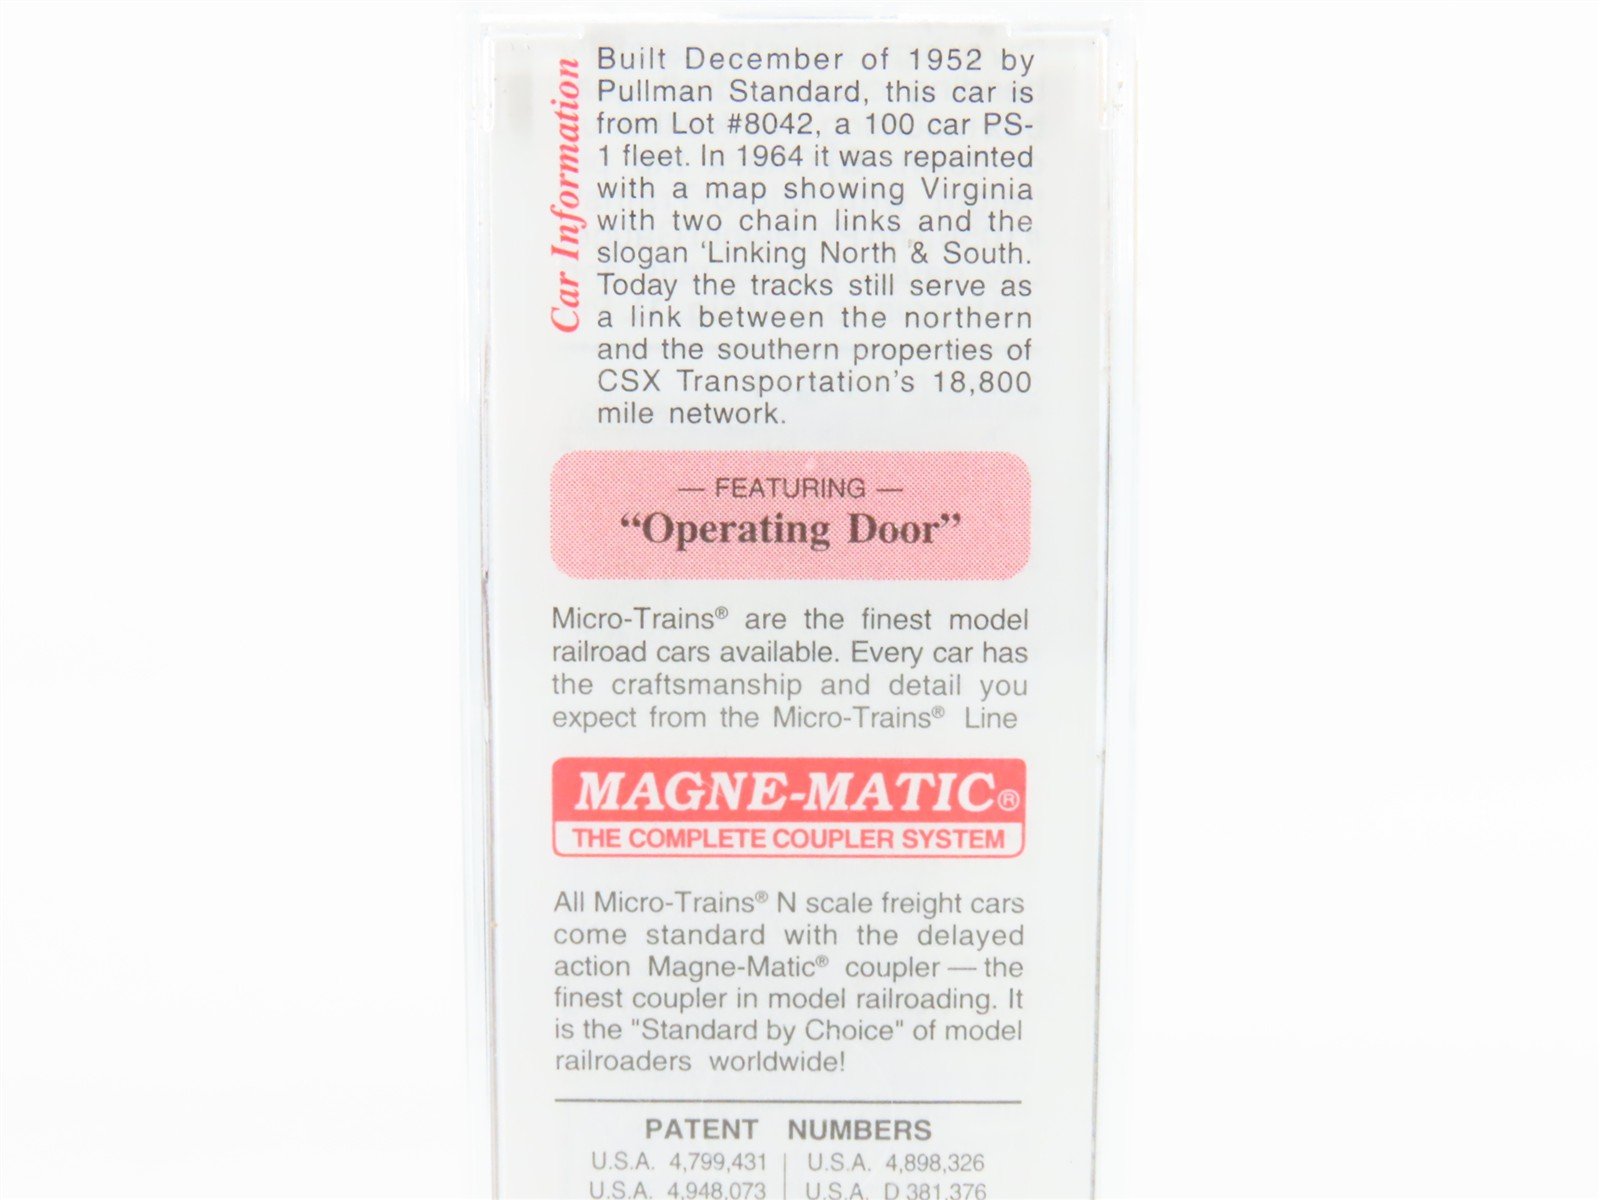 Car Information
Built December of 1952 by
Pullman Standard, this car is
from Lot #8042, a 100 car PS-
1 fleet. In 1964 it was repainted
with a map showing Virginia
with two chain links and the
slogan ‘Linking North & South.
Today the tracks still serve as
a link between the northern
and the southern properties of
CSX Transportation's 18,800
mile network.
— FEATURING —
“Operating Door”
Micro-Trains® are the finest model
railroad cars available. Every car has
the craftsmanship and detail you
expect from the Micro-Trains® Line
MAGNE-MATIC®
THE COMPLETE COUPLER SYSTEM
All Micro-Trains® N scale freight cars
come standard with the delayed
action Magne-Matic® coupler — the
finest coupler in model railroading. It
is the "Standard by Choice" of model
railroaders worldwide!
PATENT NUMBERS
U.S.A. 4,799,431 | U.S.A. 4,898,326
U.S.A. 4,948,073 | U.S.A. D 381,376